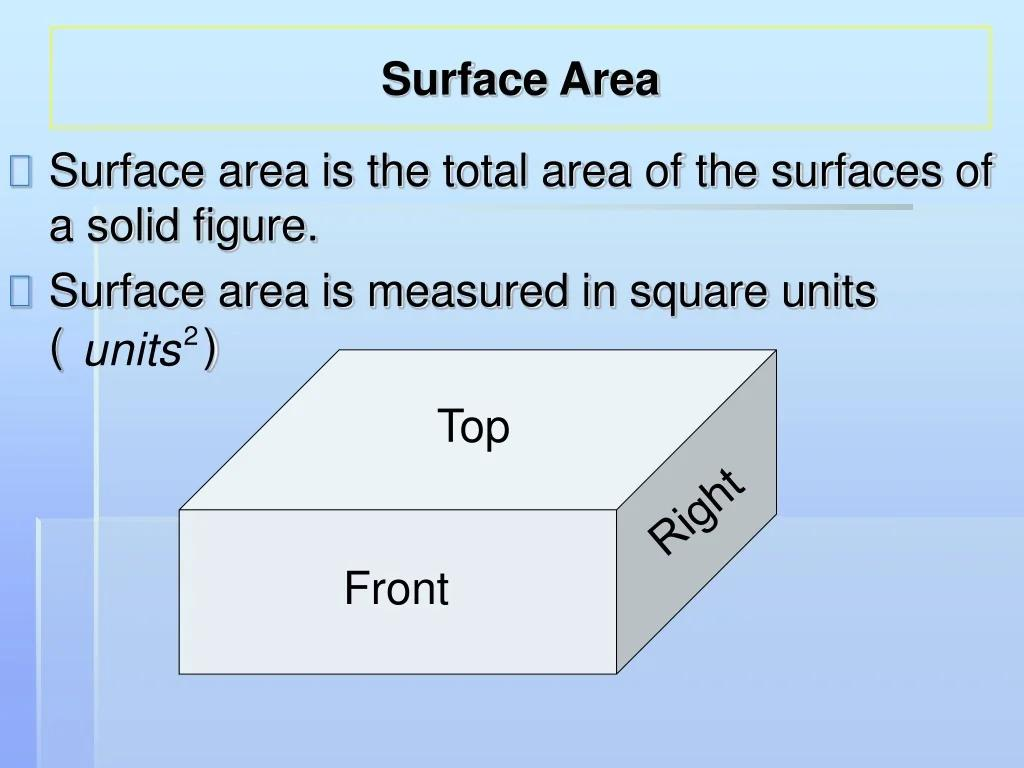 Surface Area
Surface area is the total area of the surfaces of
a solid figure.
Surface area is measured in square units
( units² )
Top
Right
Front